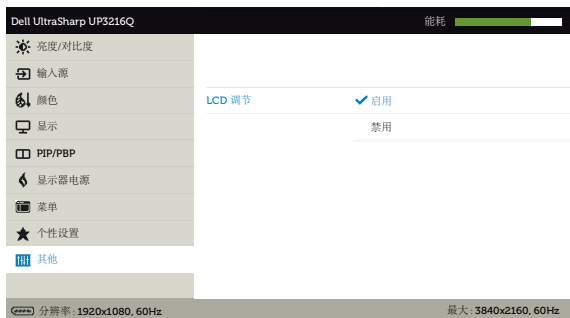 Dell UltraSharp UP3216Q 能耗
亮度/对比度
输入源
颜色 LCD 调节 启用
显示 禁用
PIP/PBP
显示器电源
菜单
个性设置
其他
分辨率: 1920x1080, 60Hz 最大: 3840x2160, 60Hz